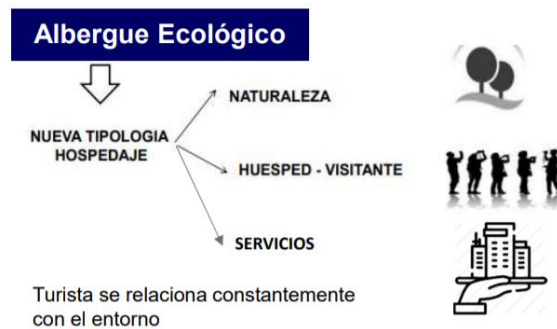 Albergue Ecológico
NATURALEZA
NUEVA TIPOLOGIA
HOSPEDAJE
HUESPED - VISITANTE
SERVICIOS
Turista se relaciona constantemente
con el entorno